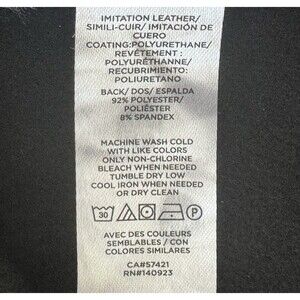 IMITATION LEATHER/
SIMILI-CUIR/ IMITACIÓN DE
CUERO
COATING:POLYURETHANE/
REVÊTEMENT :
POLYURÉTHANNE/
RECUBRIMIENTO:
POLIURETANO
BACK/ DOS/ ESPALDA
92% POLYESTER/
POLIÉSTER
8% SPANDEX
MACHINE WASH COLD
WITH LIKE COLORS
ONLY NON-CHLORINE
BLEACH WHEN NEEDED
TUMBLE DRY LOW
COOL IRON WHEN NEEDED
OR DRY CLEAN
30 P
AVEC DES COULEURS
SEMBLABLES / CON
COLORES SIMILARES
CA#57421
RN#140923